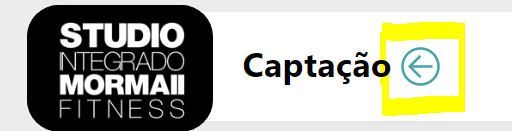 STUDIO
INTEGRADO
MORMAII
FITNESS
Captação